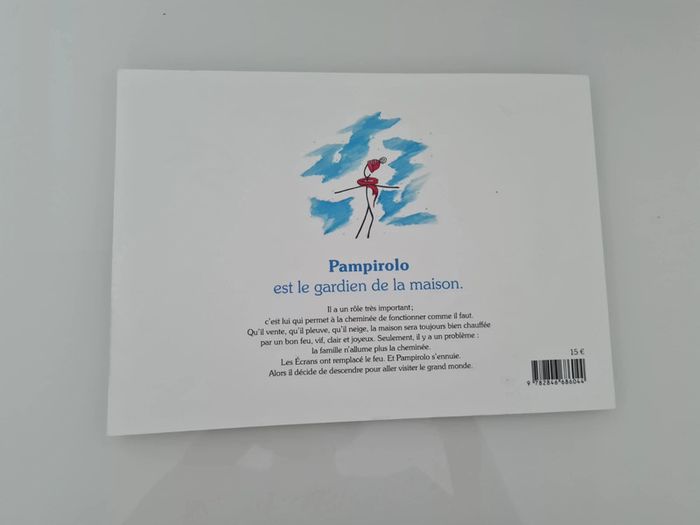 Pampirolo
est le gardien de la maison.
Il a un rôle très important ;
c'est lui qui permet à la cheminée de fonctionner comme il faut.
Qu'il vente, qu'il pleuve, qu'il neige, la maison sera toujours bien chauffée
par un bon feu, vif, clair et joyeux. Seulement, il y a un problème :
la famille n'allume plus la cheminée.
Les Écrans ont remplacé le feu. Et Pampirolo s'ennuie.
Alors il décide de descendre pour aller visiter le grand monde.
15 €
9 782846 686044